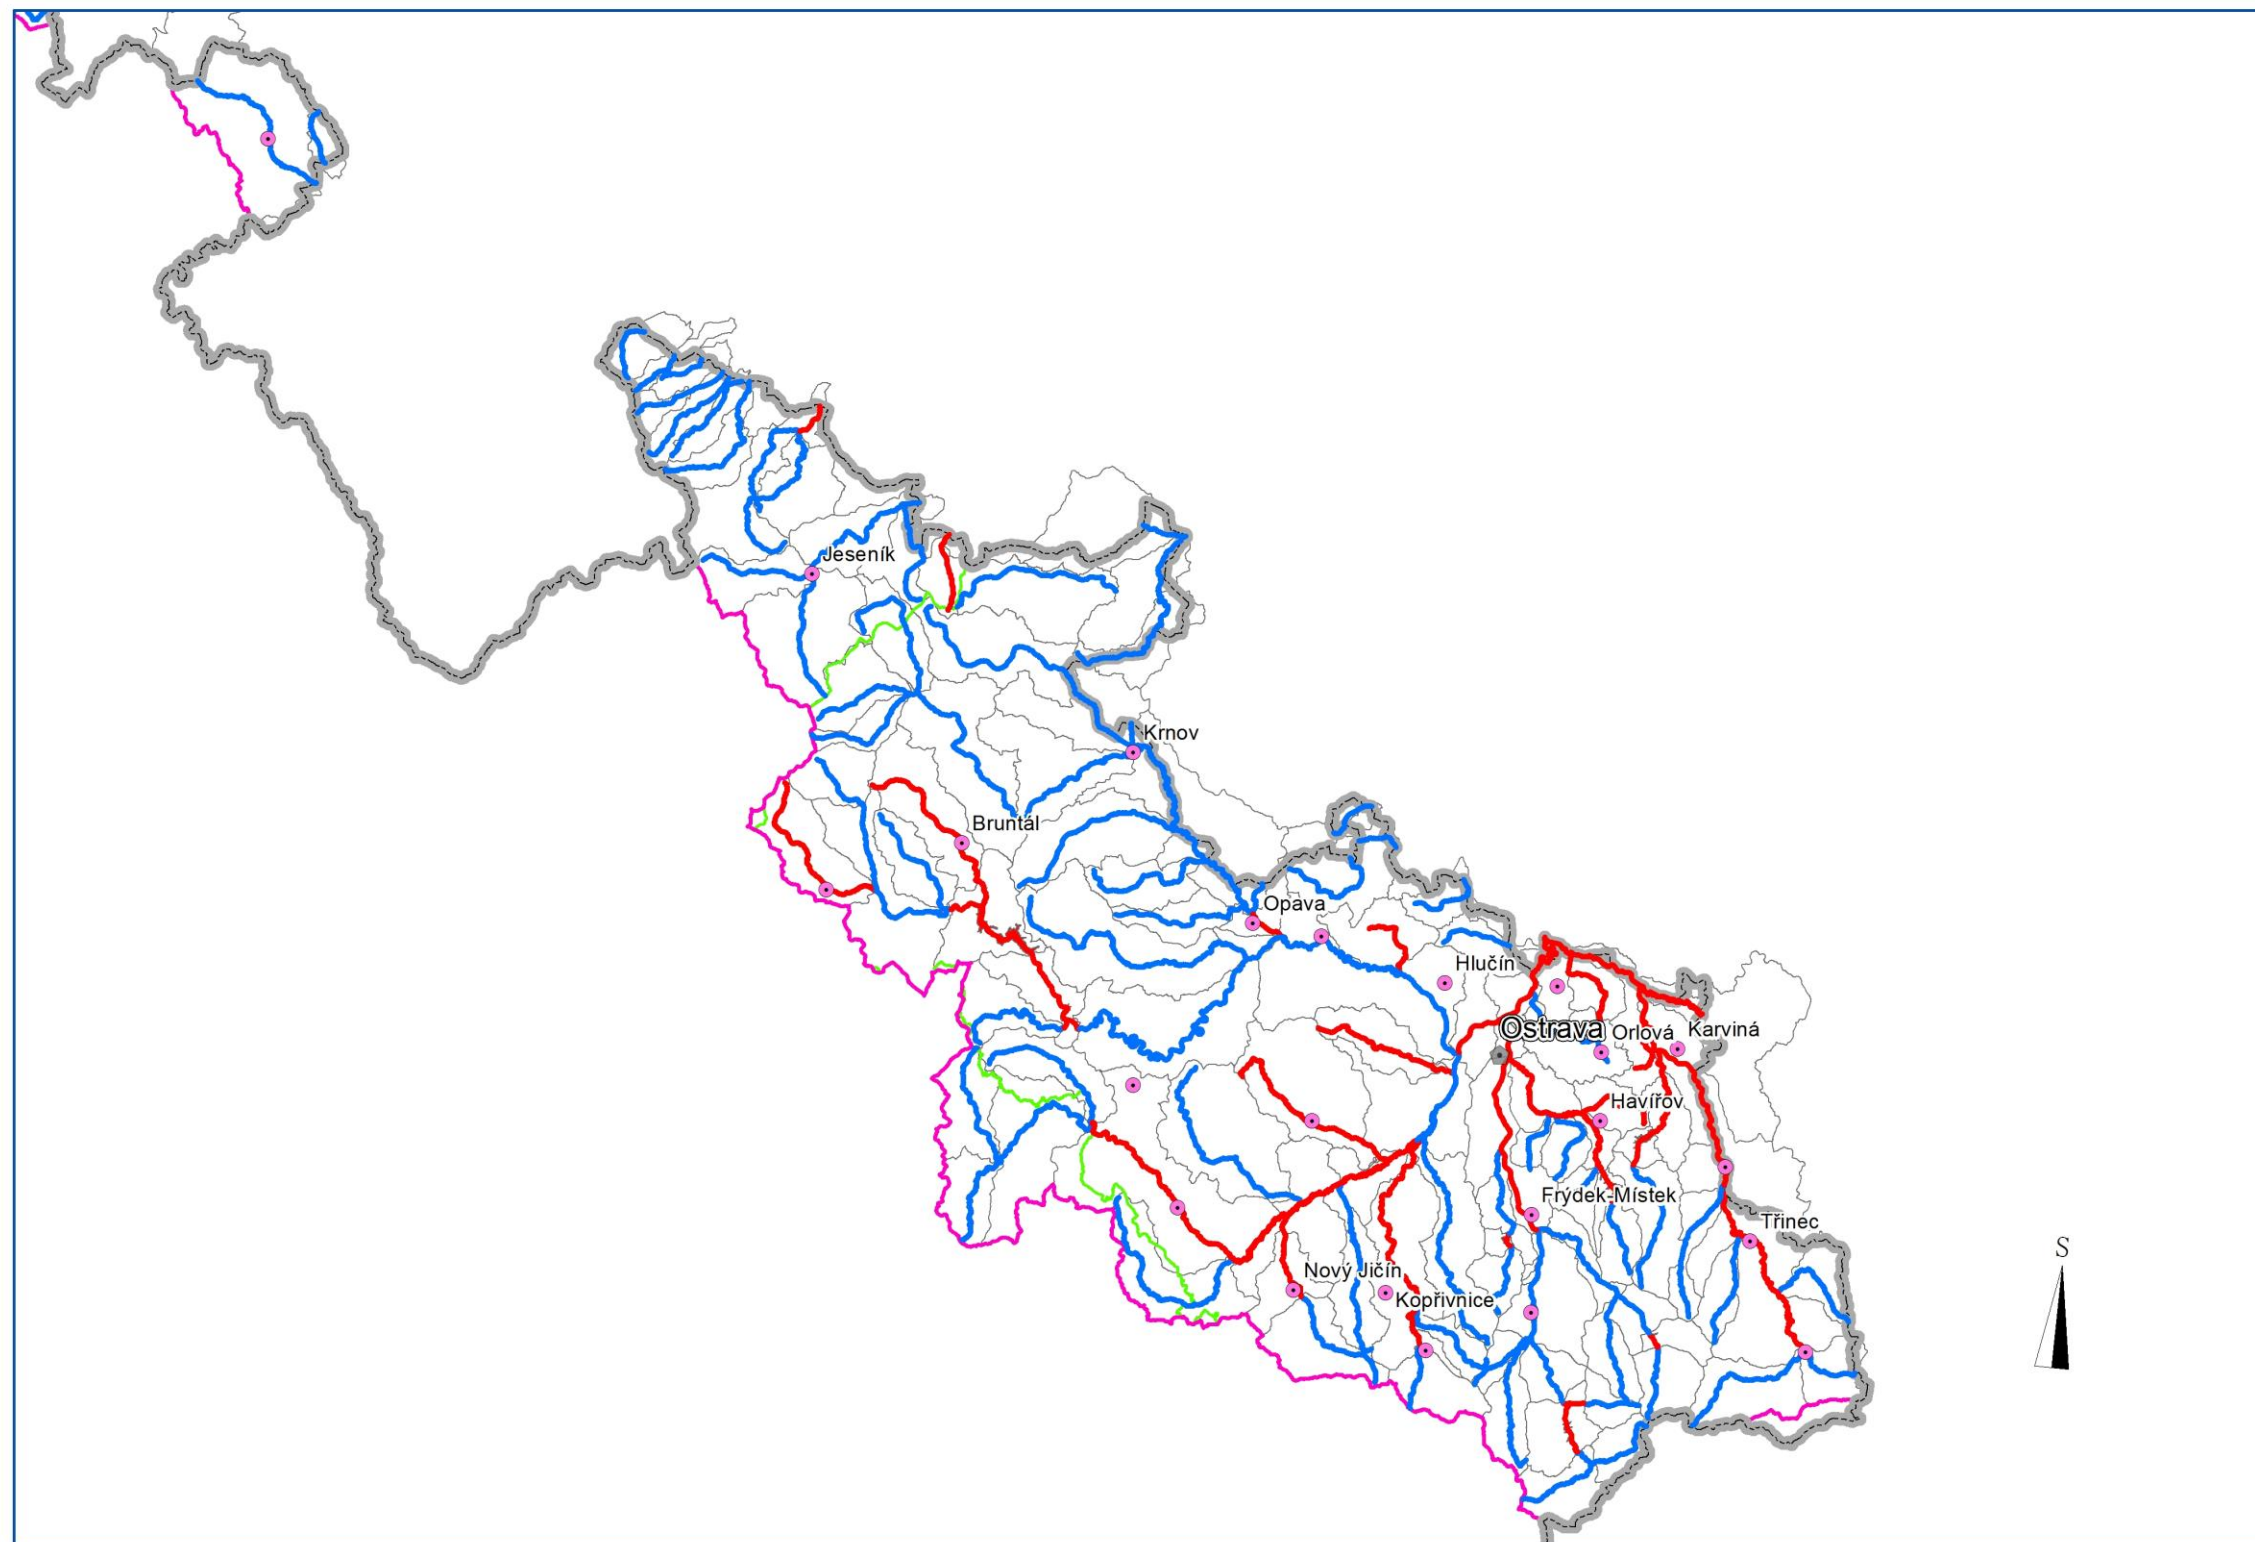 Jeseník
Krnov
Bruntál
Opava
Hlučín
Ostrava
Orlová
Karviná
Havířov
Frýdek-Místek
Třinec
S
Nový Jičín
Kopřivnice